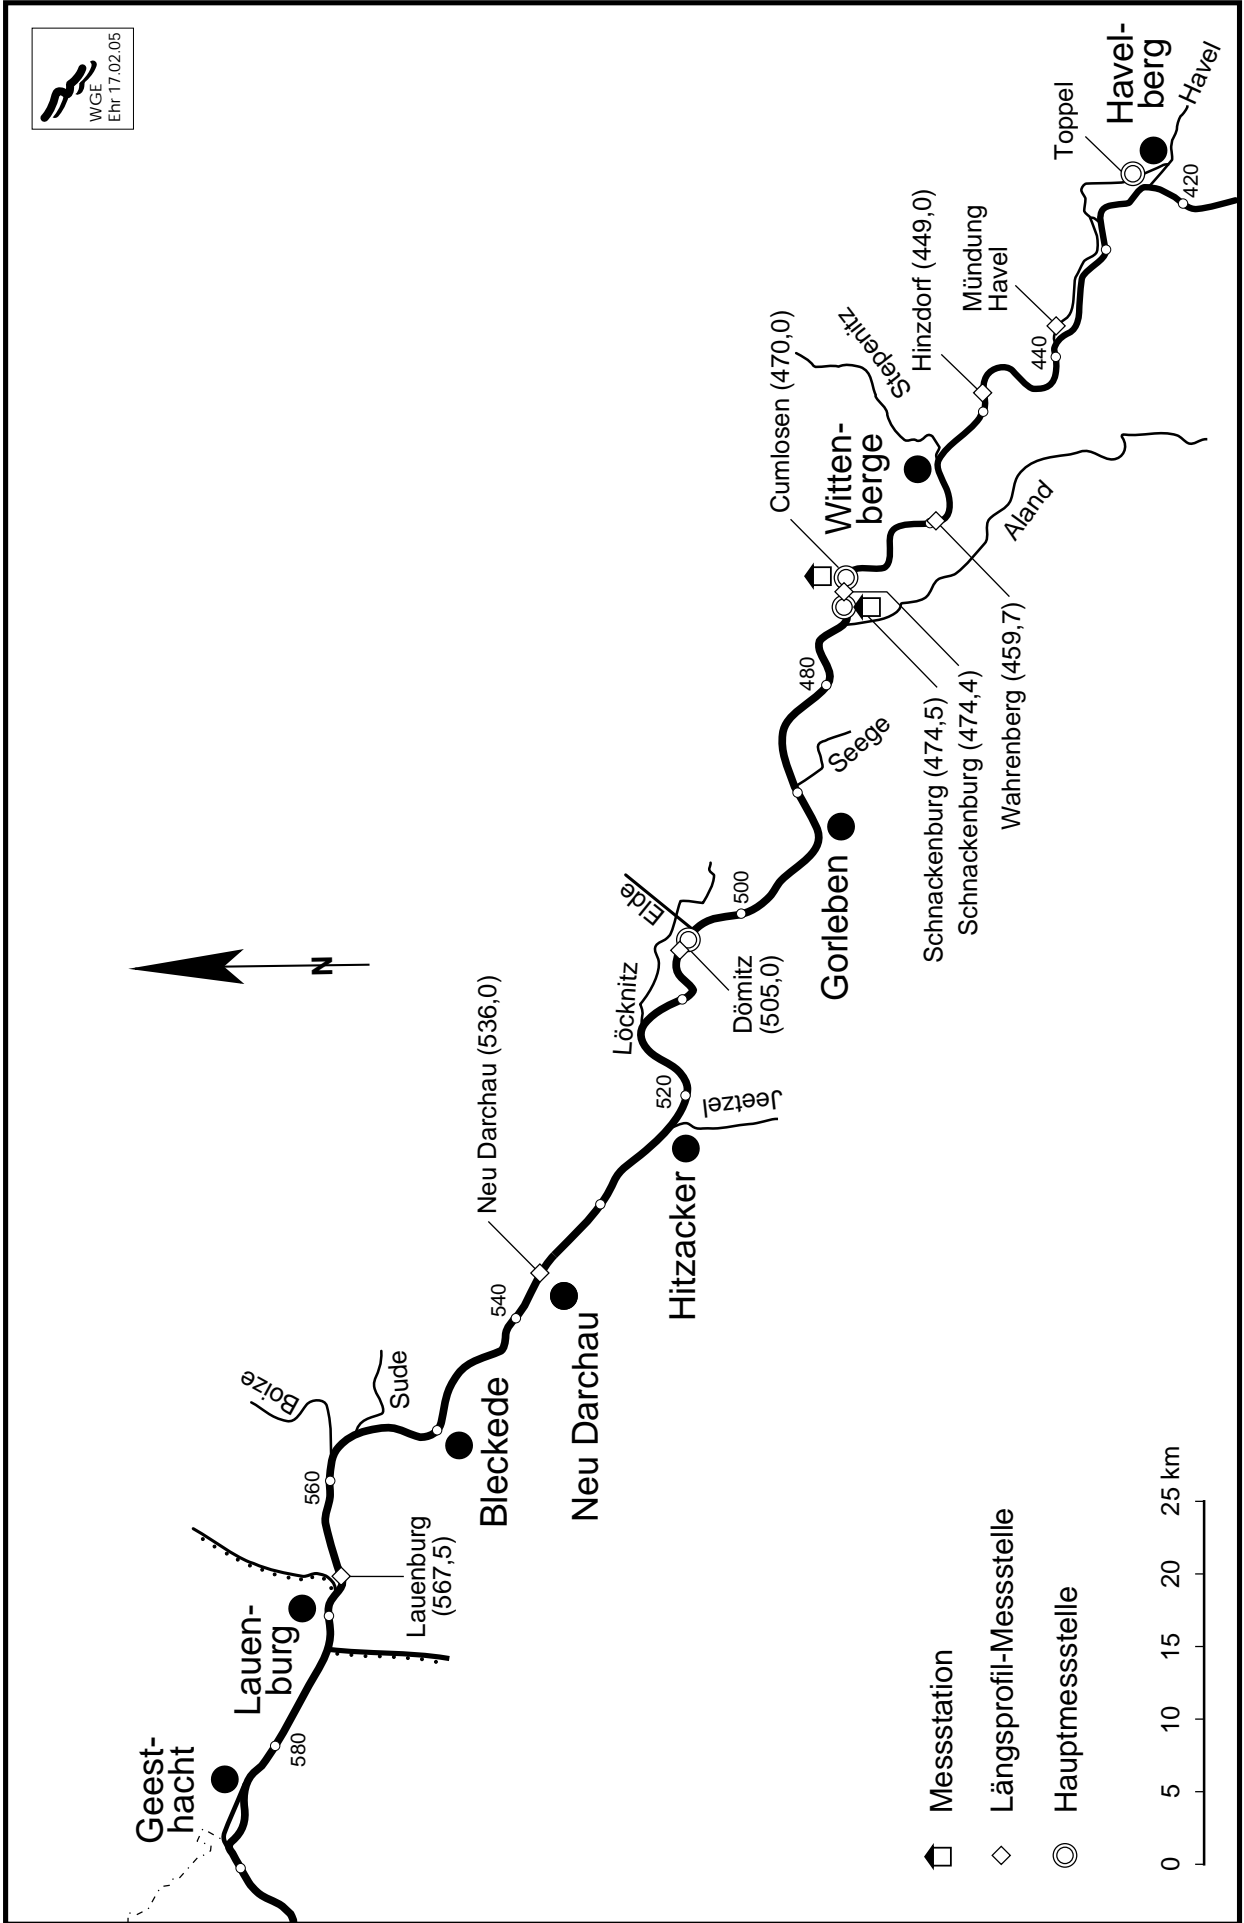 WGE
Ehr 17.02.05
Havel-
berg
Havel
Toppel
420
Mündung
Havel
440
Hinzdorf (449,0)
Stepenitz
Cumlosen (470,0)
Witten-
berge
Aland
Wahrenberg (459,7)
Schnackenburg (474,4)
Schnackenburg (474,5)
480
Seege
Gorleben
500
Elde
Dömitz
(505,0)
Löcknitz
N
520
Jeetzel
Hitzacker
Neu Darchau (536,0)
540
Neu Darchau
Bleckede
Sude
Boize
560
Lauenburg
(567,5)
Lauen-
burg
580
Geest-
hacht
Messstation
Längsprofil-Messstelle
Hauptmessstelle
0 5 10 15 20 25 km